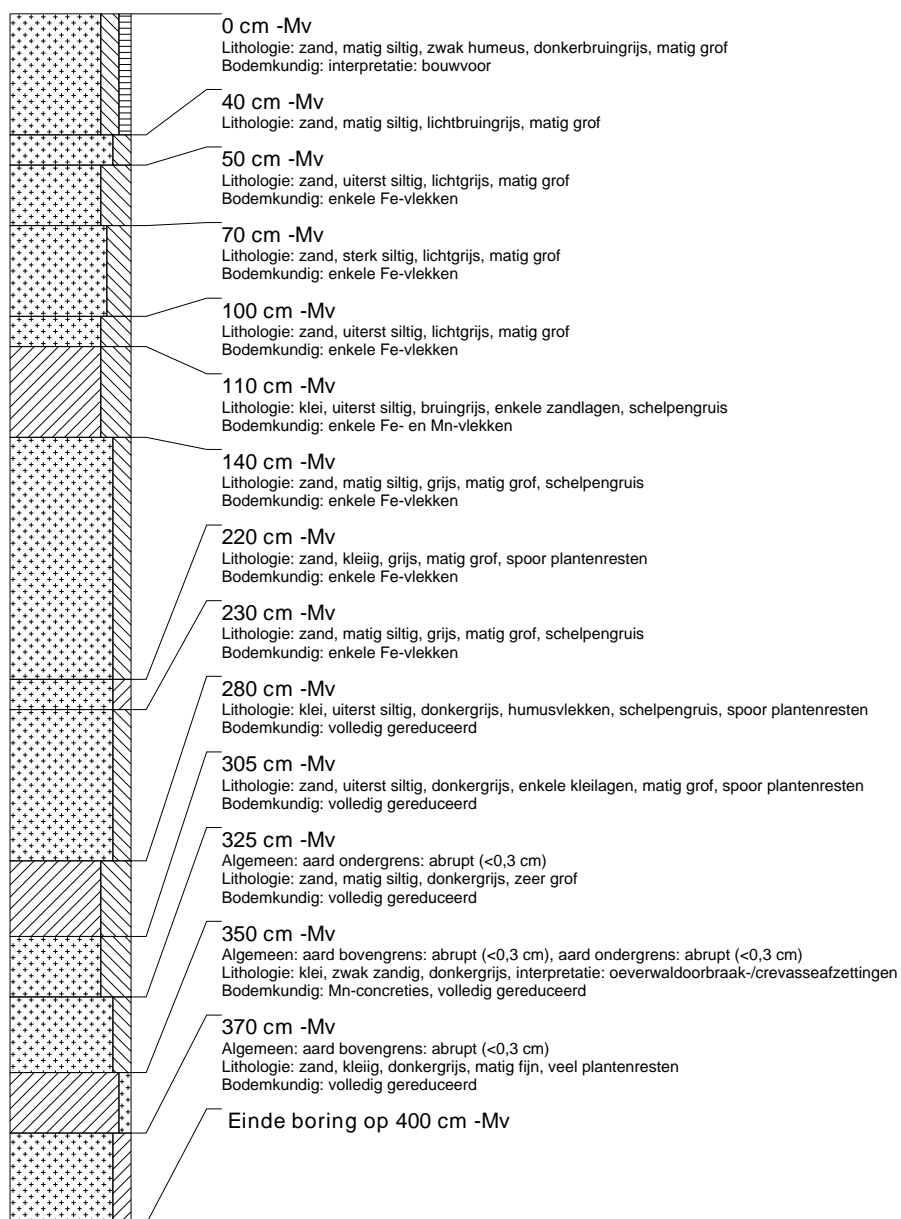 0 cm -Mv
Lithologie: zand, matig siltig, zwak humeus, donkerbruingrijs, matig grof
Bodemkundig: interpretatie: bouwvoor
40 cm -Mv
Lithologie: zand, matig siltig, lichtbruingrijs, matig grof
50 cm -Mv
Lithologie: zand, uiterst siltig, lichtgrijs, matig grof
Bodemkundig: enkele Fe-vlekken
70 cm -Mv
Lithologie: zand, sterk siltig, lichtgrijs, matig grof
Bodemkundig: enkele Fe-vlekken
100 cm -Mv
Lithologie: zand, uiterst siltig, lichtgrijs, matig grof
Bodemkundig: enkele Fe-vlekken
110 cm -Mv
Lithologie: klei, uiterst siltig, bruingrijs, enkele zandlagen, schelpengruis
Bodemkundig: enkele Fe- en Mn-vlekken
140 cm -Mv
Lithologie: zand, matig siltig, grijs, matig grof, schelpengruis
Bodemkundig: enkele Fe-vlekken
220 cm -Mv
Lithologie: zand, kleiig, grijs, matig grof, spoor plantenresten
Bodemkundig: enkele Fe-vlekken
230 cm -Mv
Lithologie: zand, matig siltig, grijs, matig grof, schelpengruis
Bodemkundig: enkele Fe-vlekken
280 cm -Mv
Lithologie: klei, uiterst siltig, donkergrijs, humusvlekken, schelpengruis, spoor plantenresten
Bodemkundig: volledig gereduceerd
305 cm -Mv
Lithologie: zand, uiterst siltig, donkergrijs, enkele kleilagen, matig grof, spoor plantenresten
Bodemkundig: volledig gereduceerd
325 cm -Mv
Algemeen: aard ondergrens: abrupt (<0,3 cm)
Lithologie: zand, matig siltig, donkergrijs, zeer grof
Bodemkundig: volledig gereduceerd
350 cm -Mv
Algemeen: aard bovengrens: abrupt (<0,3 cm), aard ondergrens: abrupt (<0,3 cm)
Lithologie: klei, zwak zandig, donkergrijs, interpretatie: oeverwaldoorbraak-/crevasseafzettingen
Bodemkundig: Mn-concreties, volledig gereduceerd
370 cm -Mv
Algemeen: aard bovengrens: abrupt (<0,3 cm)
Lithologie: zand, kleiig, donkergrijs, matig fijn, veel plantenresten
Bodemkundig: volledig gereduceerd
Einde boring op 400 cm -Mv